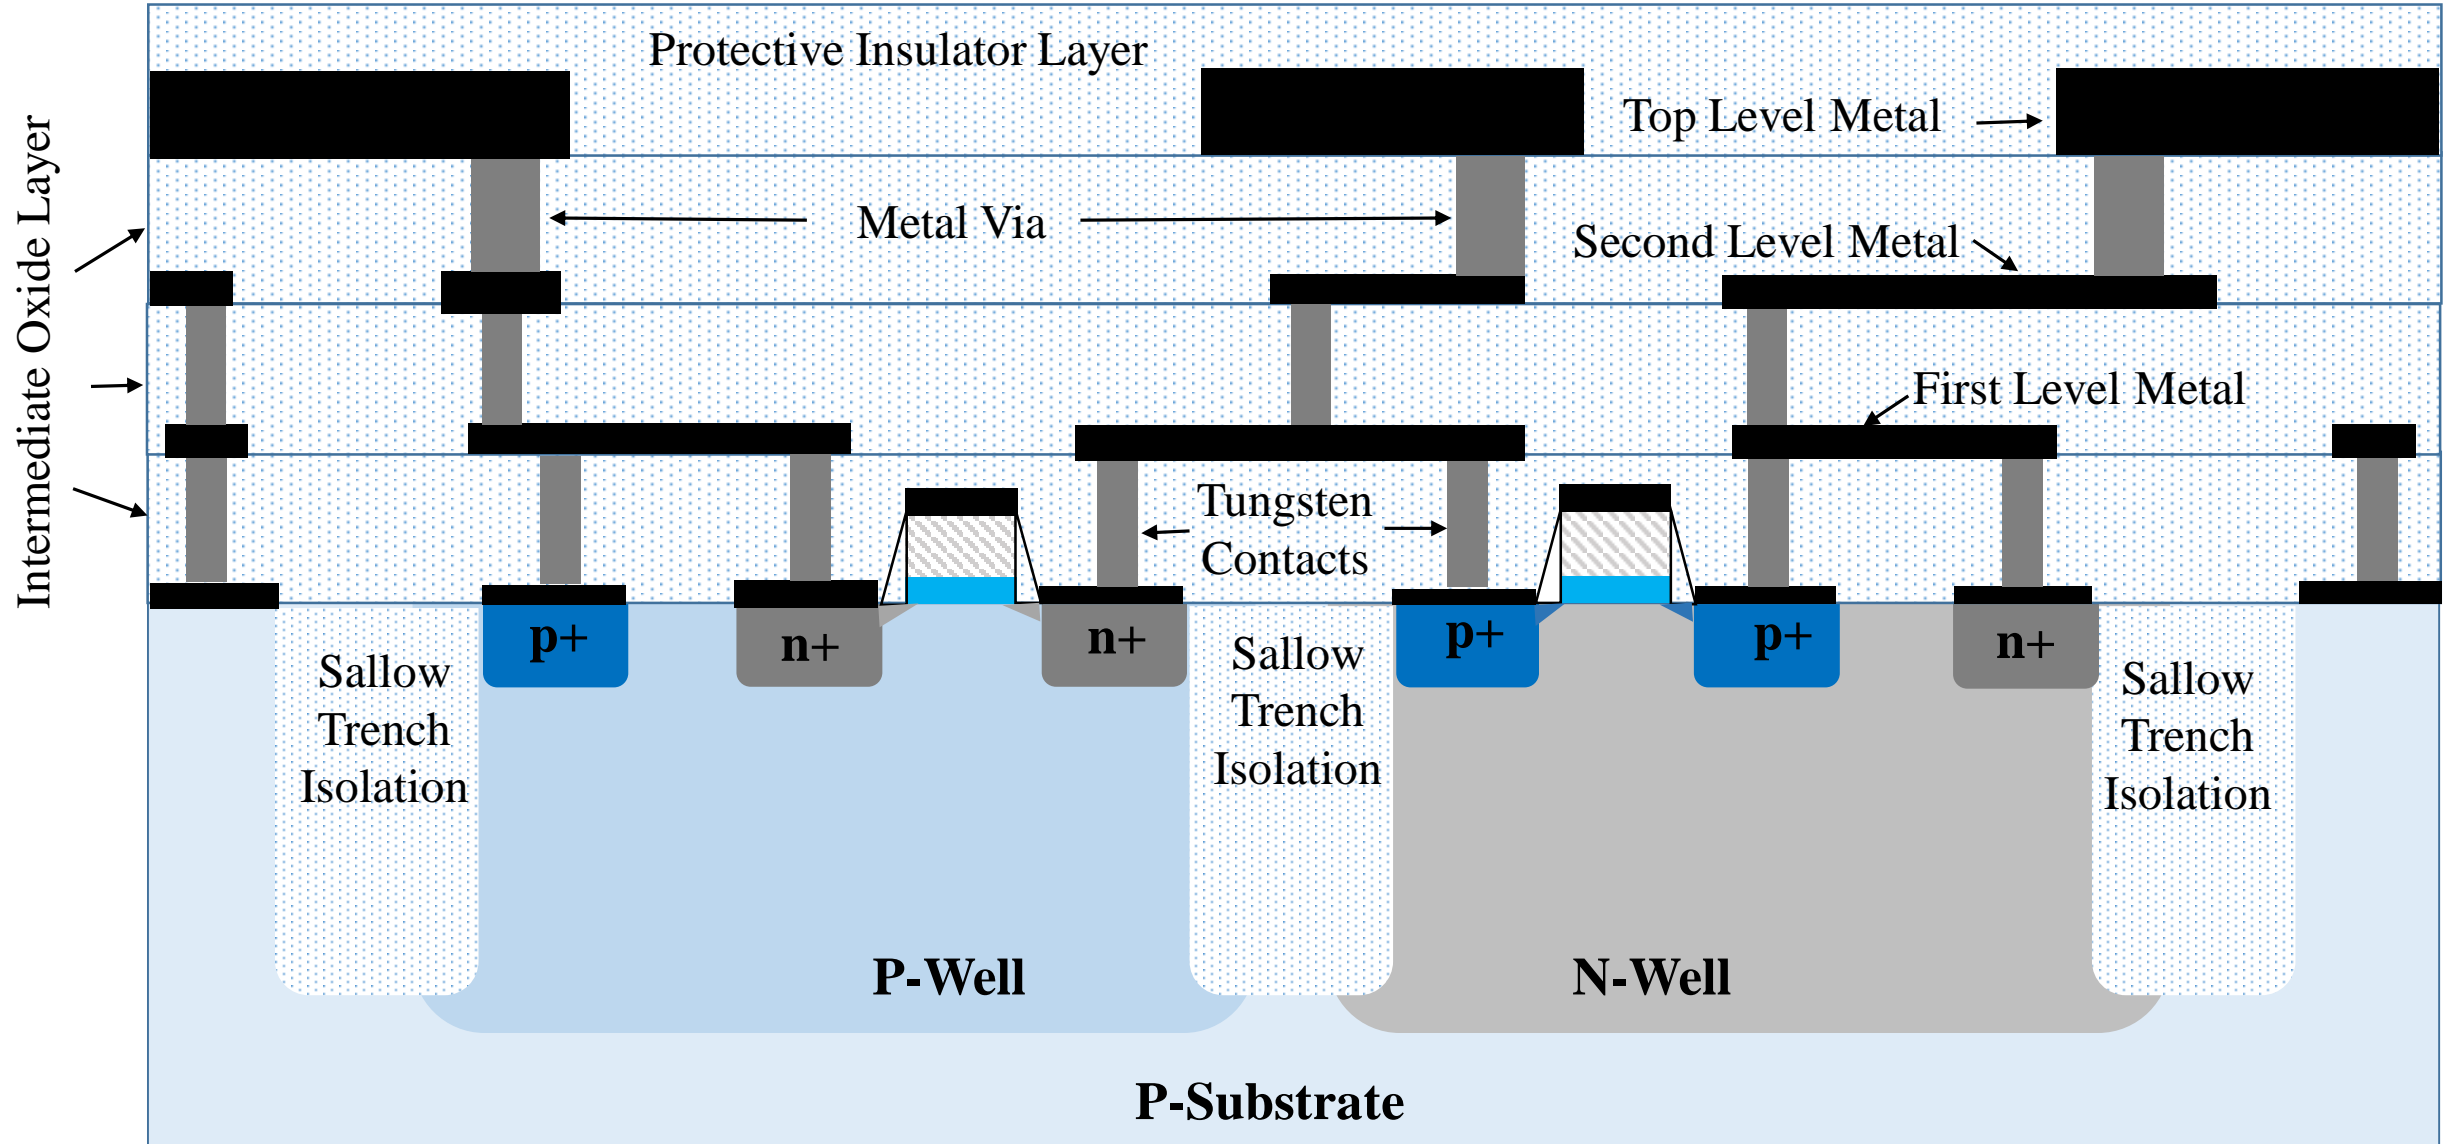 Protective Insulator Layer
Top Level Metal
Intermediate Oxide Layer
Metal Via
Second Level Metal
First Level Metal
Tungsten
Contacts
p+
n+
n+
p+
p+
n+
Sallow
Trench
Isolation
Sallow
Trench
Isolation
Sallow
Trench
Isolation
P-Well
N-Well
P-Substrate